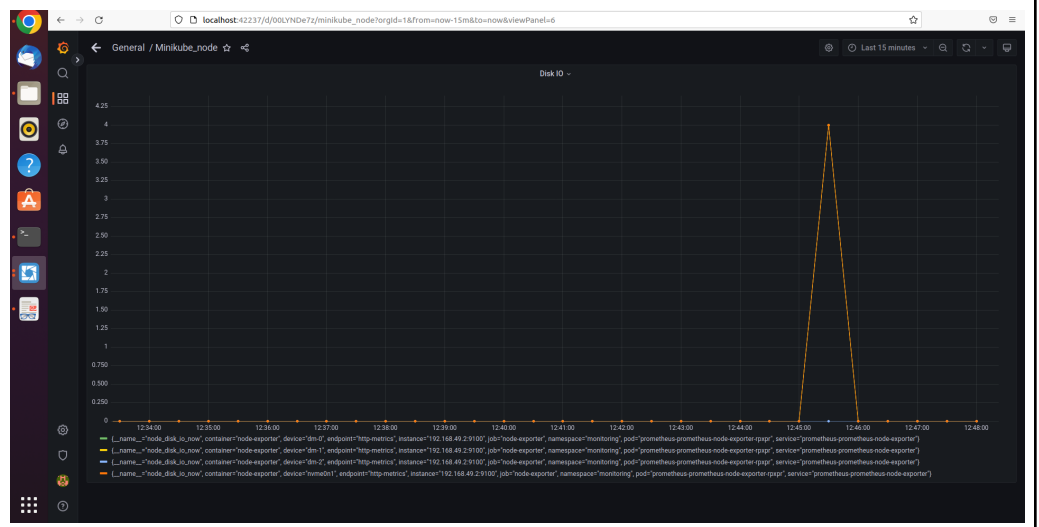 localhost:42237/d/00LYNDe7z/minikube_node?orgId=1&from=now-15m&to=now&viewPanel=6
General / Minikube_node
Last 15 minutes
Disk IO
4.25
4
3.75
3.50
3.25
3
2.75
2.50
2.25
2
1.75
1.50
1.25
1
0.750
0.500
0.250
0
12:34:00 12:35:00 12:36:00 12:37:00 12:38:00 12:39:00 12:40:00 12:41:00 12:42:00 12:43:00 12:44:00 12:45:00 12:46:00 12:47:00 12:48:00
{__name__="node_disk_io_now", container="node-exporter", device="dm-0", endpoint="http-metrics", instance="192.168.49.2:9100", job="node-exporter", namespace="monitoring", pod="prometheus-prometheus-node-exporter-rpxpr", service="prometheus-prometheus-node-exporter"}
{__name__="node_disk_io_now", container="node-exporter", device="dm-1", endpoint="http-metrics", instance="192.168.49.2:9100", job="node-exporter", namespace="monitoring", pod="prometheus-prometheus-node-exporter-rpxpr", service="prometheus-prometheus-node-exporter"}
{__name__="node_disk_io_now", container="node-exporter", device="dm-2", endpoint="http-metrics", instance="192.168.49.2:9100", job="node-exporter", namespace="monitoring", pod="prometheus-prometheus-node-exporter-rpxpr", service="prometheus-prometheus-node-exporter"}
{__name__="node_disk_io_now", container="node-exporter", device="nvme0n1", endpoint="http-metrics", instance="192.168.49.2:9100", job="node-exporter", namespace="monitoring", pod="prometheus-prometheus-node-exporter-rpxpr", service="prometheus-prometheus-node-exporter"}